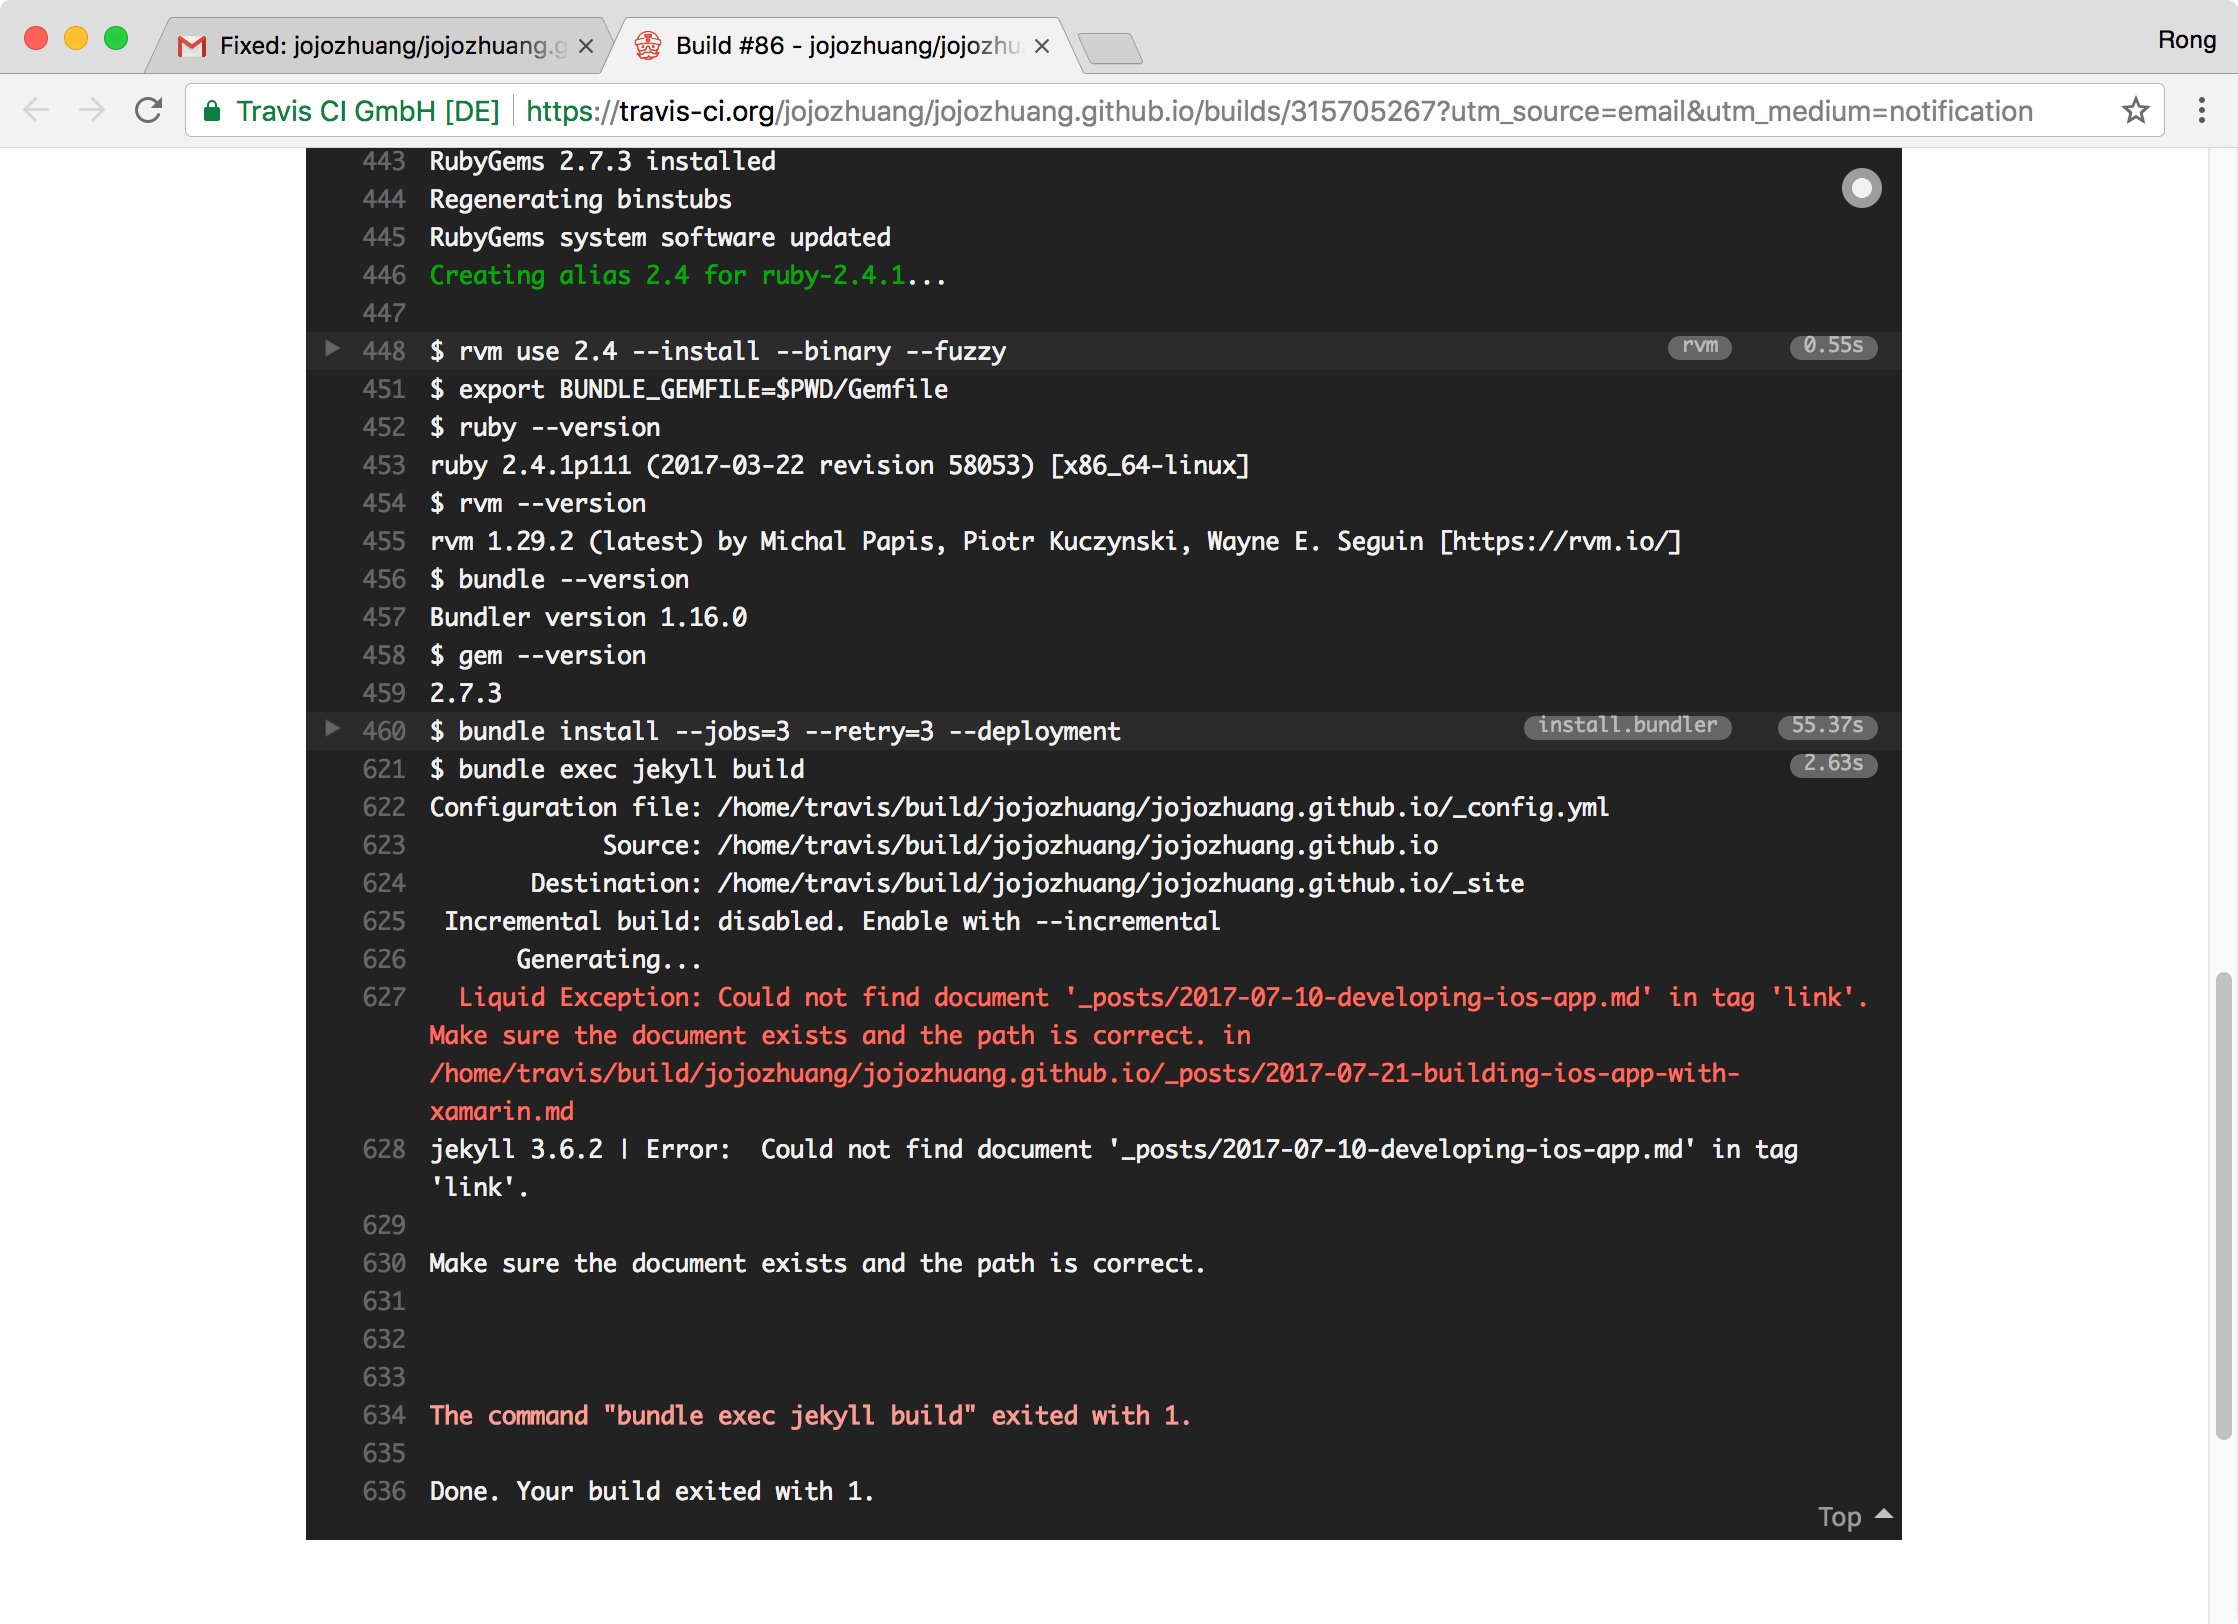 Fixed: jojozhuang/jojozhuang.g
Build #86 - jojozhuang/jojozhu
Rong
Travis CI GmbH [DE]
https://travis-ci.org/jojozhuang/jojozhuang.github.io/builds/315705267?utm_source=email&utm_medium=notification
443 RubyGems 2.7.3 installed
444 Regenerating binstubs
445 RubyGems system software updated
446 Creating alias 2.4 for ruby-2.4.1...
447
448 $ rvm use 2.4 --install --binary --fuzzy rvm 0.55s
451 $ export BUNDLE_GEMFILE=$PWD/Gemfile
452 $ ruby --version
453 ruby 2.4.1p111 (2017-03-22 revision 58053) [x86_64-linux]
454 $ rvm --version
455 rvm 1.29.2 (latest) by Michal Papis, Piotr Kuczynski, Wayne E. Seguin [https://rvm.io/]
456 $ bundle --version
457 Bundler version 1.16.0
458 $ gem --version
459 2.7.3
460 $ bundle install --jobs=3 --retry=3 --deployment install.bundler 55.37s
621 $ bundle exec jekyll build 2.63s
622 Configuration file: /home/travis/build/jojozhuang/jojozhuang.github.io/_config.yml
623 Source: /home/travis/build/jojozhuang/jojozhuang.github.io
624 Destination: /home/travis/build/jojozhuang/jojozhuang.github.io/_site
625 Incremental build: disabled. Enable with --incremental
626 Generating...
627 Liquid Exception: Could not find document '_posts/2017-07-10-developing-ios-app.md' in tag 'link'.
Make sure the document exists and the path is correct. in
/home/travis/build/jojozhuang/jojozhuang.github.io/_posts/2017-07-21-building-ios-app-with-
xamarin.md
628 jekyll 3.6.2 | Error:  Could not find document '_posts/2017-07-10-developing-ios-app.md' in tag
'link'.
629
630 Make sure the document exists and the path is correct.
631
632
633
634 The command "bundle exec jekyll build" exited with 1.
635
636 Done. Your build exited with 1.
Top